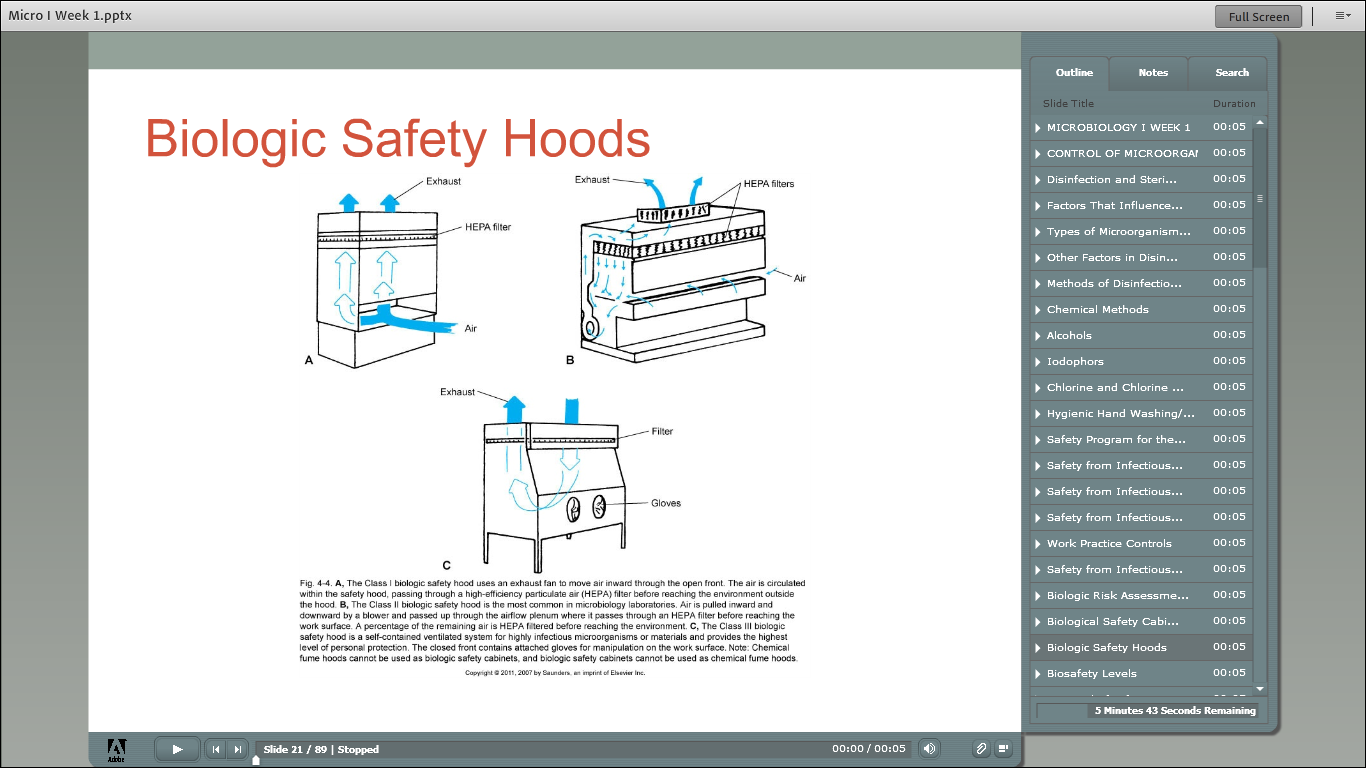 Micro I Week 1.pptx
Full Screen
Biologic Safety Hoods
Exhaust
HEPA filter
Air
A
Exhaust
HEPA filters
Air
B
Exhaust
Filter
Gloves
C
Fig. 4-4. A, The Class I biologic safety hood uses an exhaust fan to move air inward through the open front. The air is circulated
within the safety hood, passing through a high-efficiency particulate air (HEPA) filter before reaching the environment outside
the hood. B, The Class II biologic safety hood is the most common in microbiology laboratories. Air is pulled inward and
downward by a blower and passed up through the airflow plenum where it passes through an HEPA filter before reaching the
work surface. A percentage of the remaining air is HEPA filtered before reaching the environment. C, The Class III biologic
safety hood is a self-contained ventilated system for highly infectious microorganisms or materials and provides the highest
level of personal protection. The closed front contains attached gloves for manipulation on the work surface. Note: Chemical
fume hoods cannot be used as biologic safety cabinets, and biologic safety cabinets cannot be used as chemical fume hoods.
Copyright © 2011, 2007 by Saunders, an imprint of Elsevier Inc.
Outline Notes Search
Slide Title Duration
MICROBIOLOGY I WEEK 1 00:05
CONTROL OF MICROORGAN 00:05
Disinfection and Steri... 00:05
Factors That Influence... 00:05
Types of Microorganism... 00:05
Other Factors in Disin... 00:05
Methods of Disinfectio... 00:05
Chemical Methods 00:05
Alcohols 00:05
Iodophors 00:05
Chlorine and Chlorine ... 00:05
Hygienic Hand Washing/... 00:05
Safety Program for the... 00:05
Safety from Infectious... 00:05
Safety from Infectious... 00:05
Safety from Infectious... 00:05
Work Practice Controls 00:05
Safety from Infectious... 00:05
Biologic Risk Assessme... 00:05
Biological Safety Cabi... 00:05
Biologic Safety Hoods 00:05
Biosafety Levels 00:05
5 Minutes 43 Seconds Remaining
Adobe
Slide 21 / 89 | Stopped
00:00 / 00:05